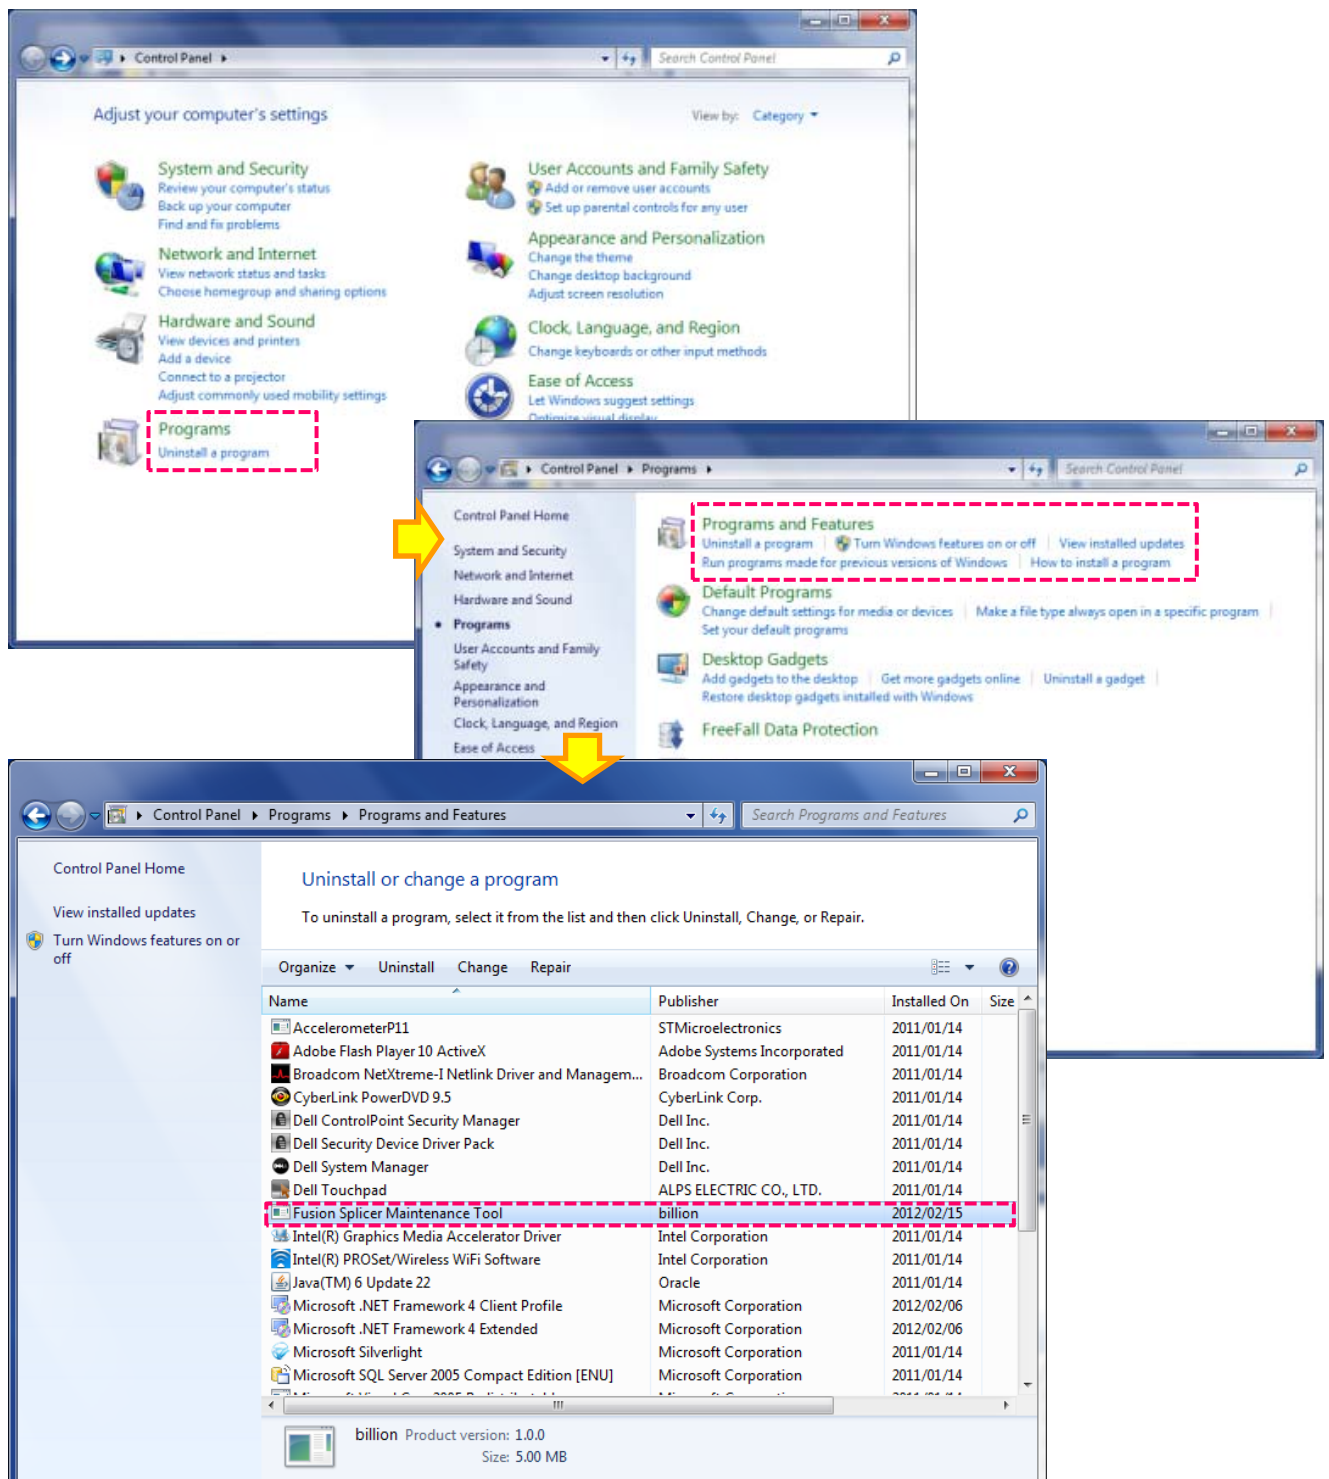 Control Panel
Search Control Panel
Adjust your computer's settings
View by: Category
System and Security
Review your computer's status
Back up your computer
Find and fix problems
Network and Internet
View network status and tasks
Choose homegroup and sharing options
Hardware and Sound
View devices and printers
Add a device
Connect to a projector
Adjust commonly used mobility settings
Programs
Uninstall a program
User Accounts and Family Safety
Add or remove user accounts
Set up parental controls for any user
Appearance and Personalization
Change the theme
Change desktop background
Adjust screen resolution
Clock, Language, and Region
Change keyboards or other input methods
Ease of Access
Let Windows suggest settings
Optimize visual display
Control Panel Programs
Search Control Panel
Control Panel Home
System and Security
Network and Internet
Hardware and Sound
Programs
User Accounts and Family
Safety
Appearance and
Personalization
Clock, Language, and Region
Ease of Access
Programs and Features
Uninstall a program Turn Windows features on or off View installed updates
Run programs made for previous versions of Windows How to install a program
Default Programs
Change default settings for media or devices Make a file type always open in a specific program
Set your default programs
Desktop Gadgets
Add gadgets to the desktop Get more gadgets online Uninstall a gadget
Restore desktop gadgets installed with Windows
FreeFall Data Protection
Control Panel Programs Programs and Features
Search Programs and Features
Control Panel Home
View installed updates
Turn Windows features on or
off
Uninstall or change a program
To uninstall a program, select it from the list and then click Uninstall, Change, or Repair.
Organize Uninstall Change Repair
Name Publisher Installed On Size
AccelerometerP11 STMicroelectronics 2011/01/14
Adobe Flash Player 10 ActiveX Adobe Systems Incorporated 2011/01/14
Broadcom NetXtreme-I Netlink Driver and Managem... Broadcom Corporation 2011/01/14
CyberLink PowerDVD 9.5 CyberLink Corp. 2011/01/14
Dell ControlPoint Security Manager Dell Inc. 2011/01/14
Dell Security Device Driver Pack Dell Inc. 2011/01/14
Dell System Manager Dell Inc. 2011/01/14
Dell Touchpad ALPS ELECTRIC CO., LTD. 2011/01/14
Fusion Splicer Maintenance Tool billion 2012/02/15
Intel(R) Graphics Media Accelerator Driver Intel Corporation 2011/01/14
Intel(R) PROSet/Wireless WiFi Software Intel Corporation 2011/01/14
Java(TM) 6 Update 22 Oracle 2011/01/14
Microsoft .NET Framework 4 Client Profile Microsoft Corporation 2012/02/06
Microsoft .NET Framework 4 Extended Microsoft Corporation 2012/02/06
Microsoft Silverlight Microsoft Corporation 2011/01/14
Microsoft SQL Server 2005 Compact Edition [ENU] Microsoft Corporation 2011/01/14
billion Product version: 1.0.0
Size: 5.00 MB